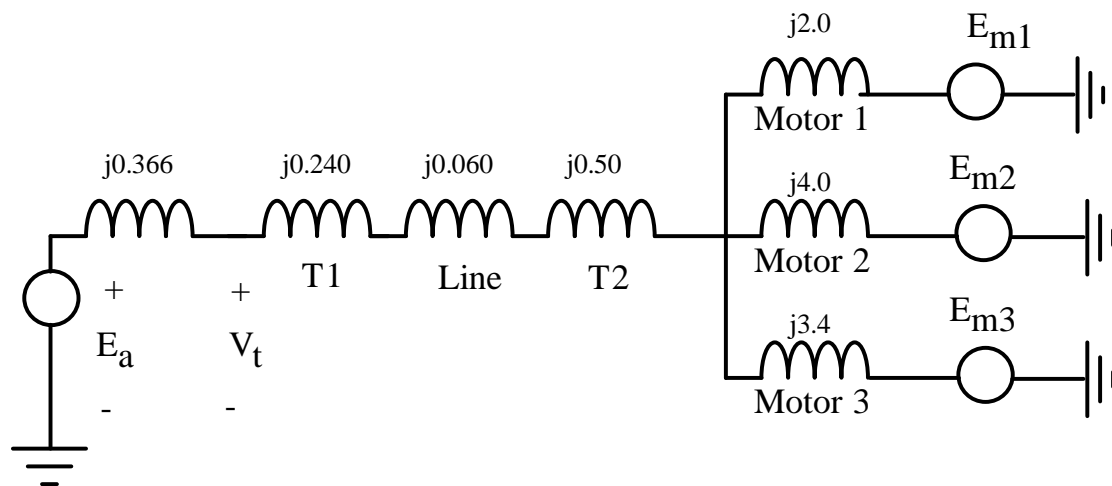 j2.0
E_m1
Motor 1
j0.366
j0.240
j0.060
j0.50
j4.0
E_m2
T1
Line
T2
Motor 2
+
+
E_a
V_t
j3.4
E_m3
Motor 3
-
-